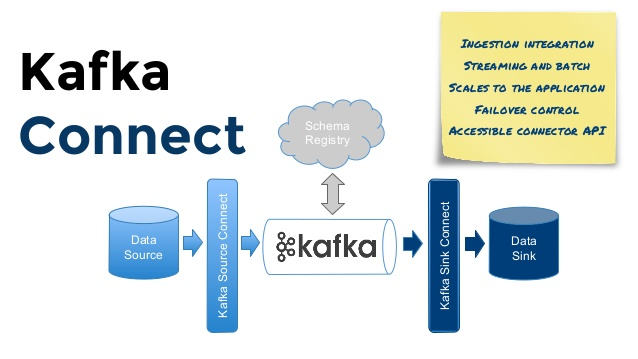 Kafka
Connect
Ingestion integration
Streaming and batch
Scales to the application
Failover control
Accessible connector API
Schema
Registry
Data
Source
Kafka Source Connect
kafka
Kafka Sink Connect
Data
Sink